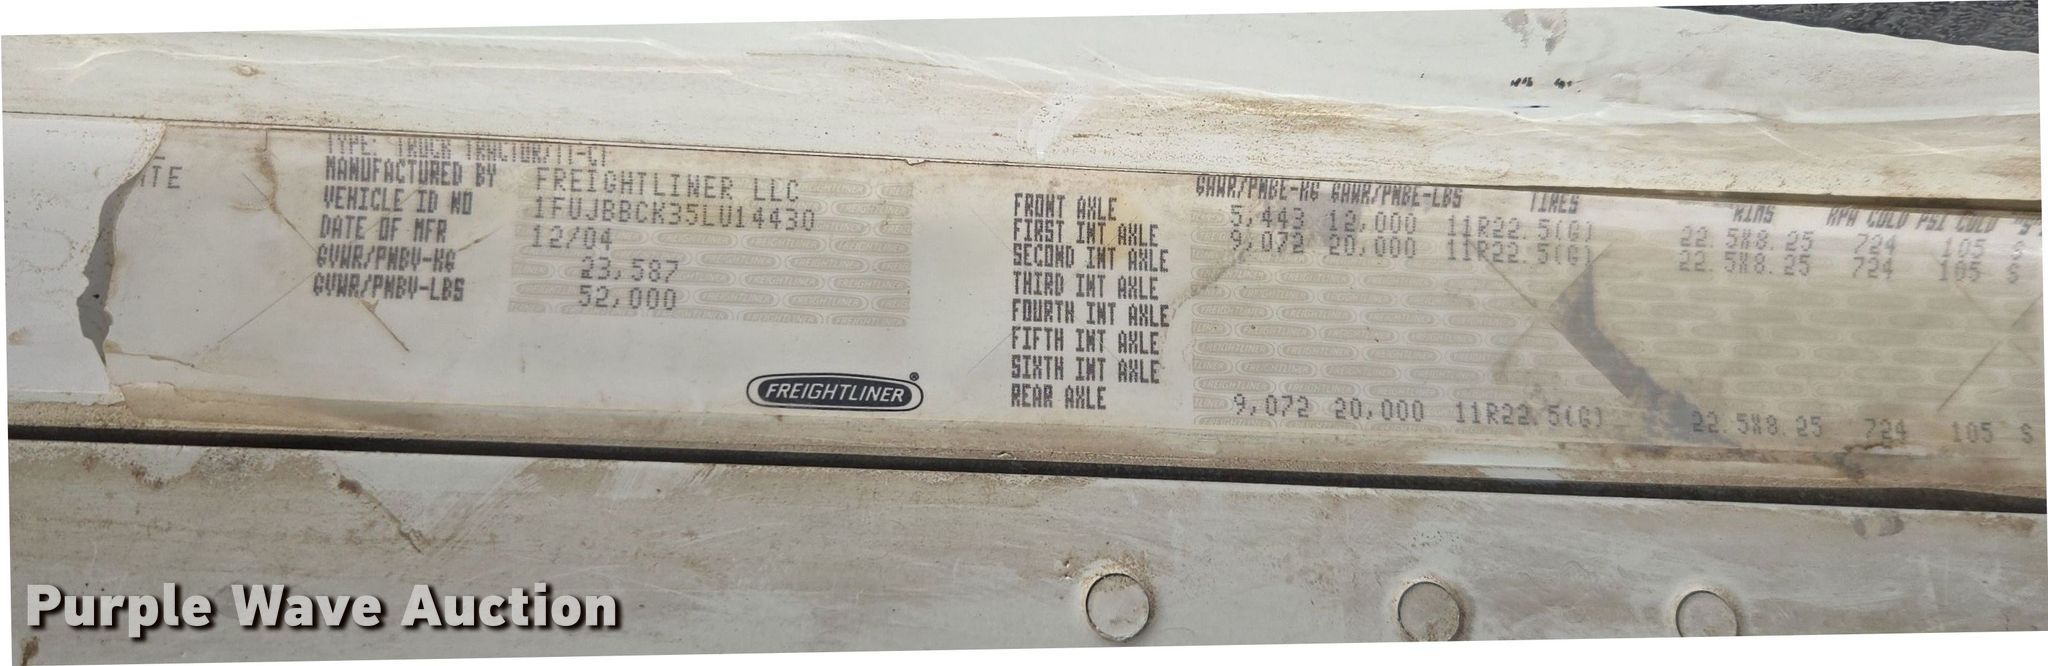 TYPE: TRUCK TRACTOR/TT-CT
MANUFACTURED BY FREIGHTLINER LLC
VEHICLE ID NO 1FUJBBCK35LU14430
DATE OF MFR 12/04
GVWR/PNBV-KG 23,587
GVWR/PNBV-LBS 52,000
FREIGHTLINER®
GAWR/PNBE-KG GAWR/PNBE-LBS TIRES RIMS KPA COLD PSI COLD
FRONT AXLE 5,443 12,000 11R22.5(G) 22.5X8.25 724 105 S
FIRST INT AXLE 9,072 20,000 11R22.5(G) 22.5X8.25 724 105 S
SECOND INT AXLE
THIRD INT AXLE
FOURTH INT AXLE
FIFTH INT AXLE
SIXTH INT AXLE
REAR AXLE 9,072 20,000 11R22.5(G) 22.5X8.25 724 105 S
Purple Wave Auction